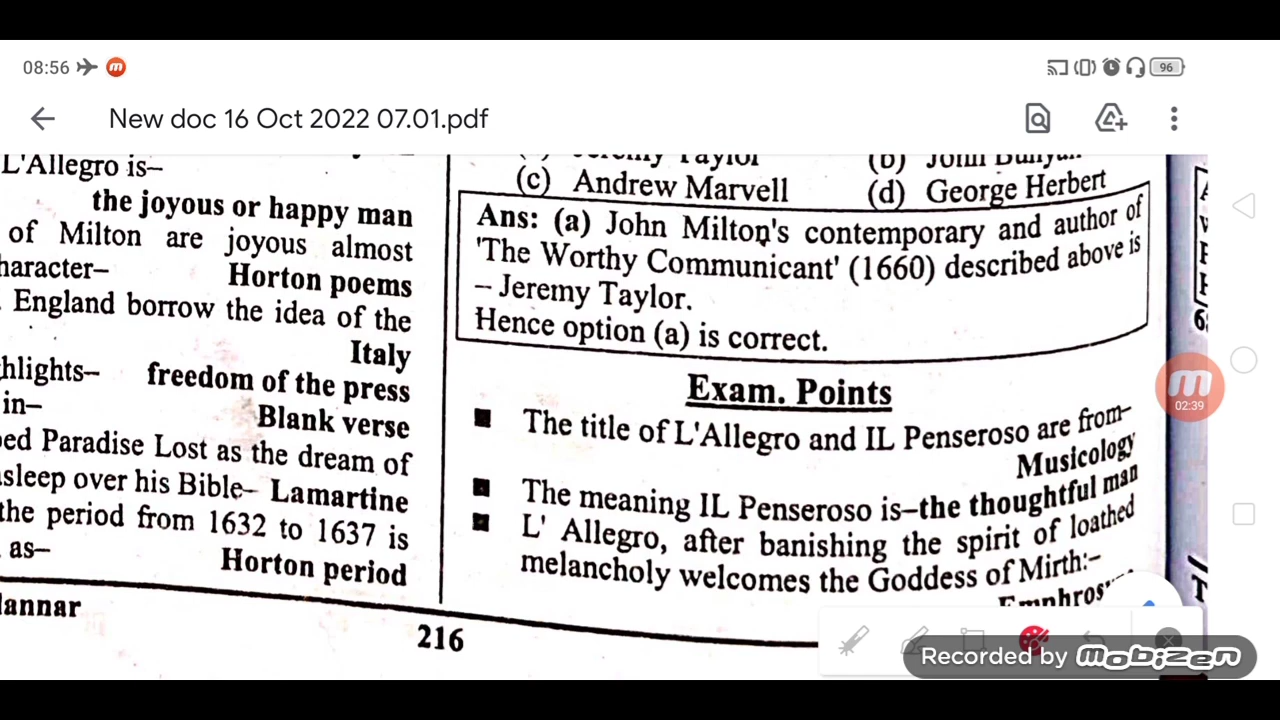 08:56
96
New doc 16 Oct 2022 07.01.pdf
L'Allegro is–
the joyous or happy man
of Milton are joyous almost
Horton poems
England borrow the idea of the
Italy
freedom of the press
in–
Blank verse
Paradise Lost as the dream of
over his Bible– Lamartine
the period from 1632 to 1637 is
as–
Horton period
216
Taylor
(b) John
(c) Andrew Marvell
(d) George Herbert
Ans: (a) John Milton's contemporary and author of
'The Worthy Communicant' (1660) described above is
– Jeremy Taylor.
Hence option (a) is correct.
Exam. Points
The title of L'Allegro and IL Penseroso are from–
Musicology
The meaning IL Penseroso is–the thoughtful man
L' Allegro, after banishing the spirit of loathed
melancholy welcomes the Goddess of Mirth:–
02:39
Recorded by Mobizen